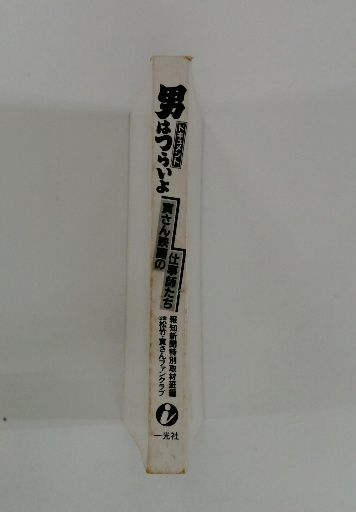 ドキュメント
男はつらいよ
寅さん映画の
仕事師たち
報知新聞特別取材班編
松竹・寅さんファンクラブ
一光社